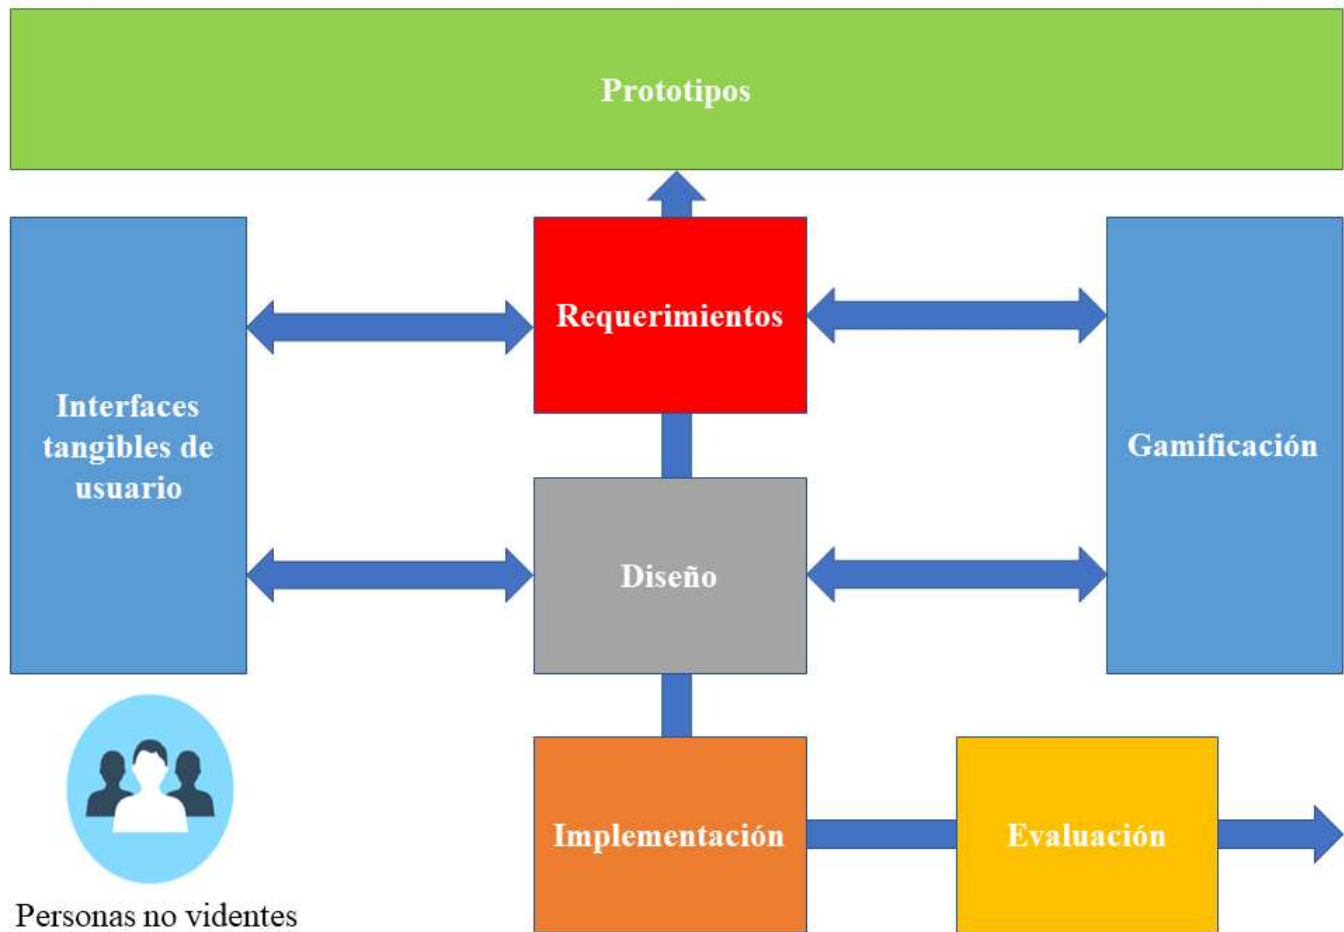 Prototipos
Requerimientos
Interfaces
tangibles de
usuario
Gamificación
Diseño
Implementación
Evaluación
Personas no videntes